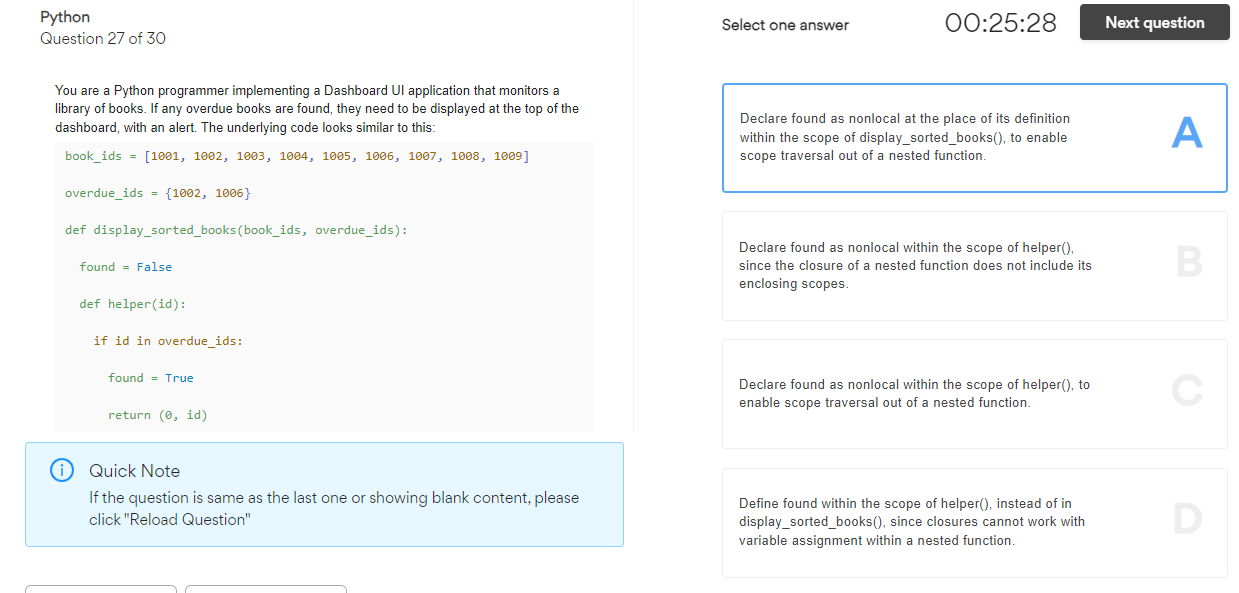 Python
Question 27 of 30
Select one answer
00:25:28
Next question
You are a Python programmer implementing a Dashboard UI application that monitors a
library of books. If any overdue books are found, they need to be displayed at the top of the
dashboard, with an alert. The underlying code looks similar to this:
book_ids = [1001, 1002, 1003, 1004, 1005, 1006, 1007, 1008, 1009]
overdue_ids = {1002, 1006}
def display_sorted_books(book_ids, overdue_ids):
found = False
def helper(id):
if id in overdue_ids:
found = True
return (0, id)
Quick Note
If the question is same as the last one or showing blank content, please
click "Reload Question"
Declare found as nonlocal at the place of its definition
within the scope of display_sorted_books(), to enable
scope traversal out of a nested function.
A
Declare found as nonlocal within the scope of helper(),
since the closure of a nested function does not include its
enclosing scopes.
B
Declare found as nonlocal within the scope of helper(), to
enable scope traversal out of a nested function.
C
Define found within the scope of helper(), instead of in
display_sorted_books(), since closures cannot work with
variable assignment within a nested function.
D